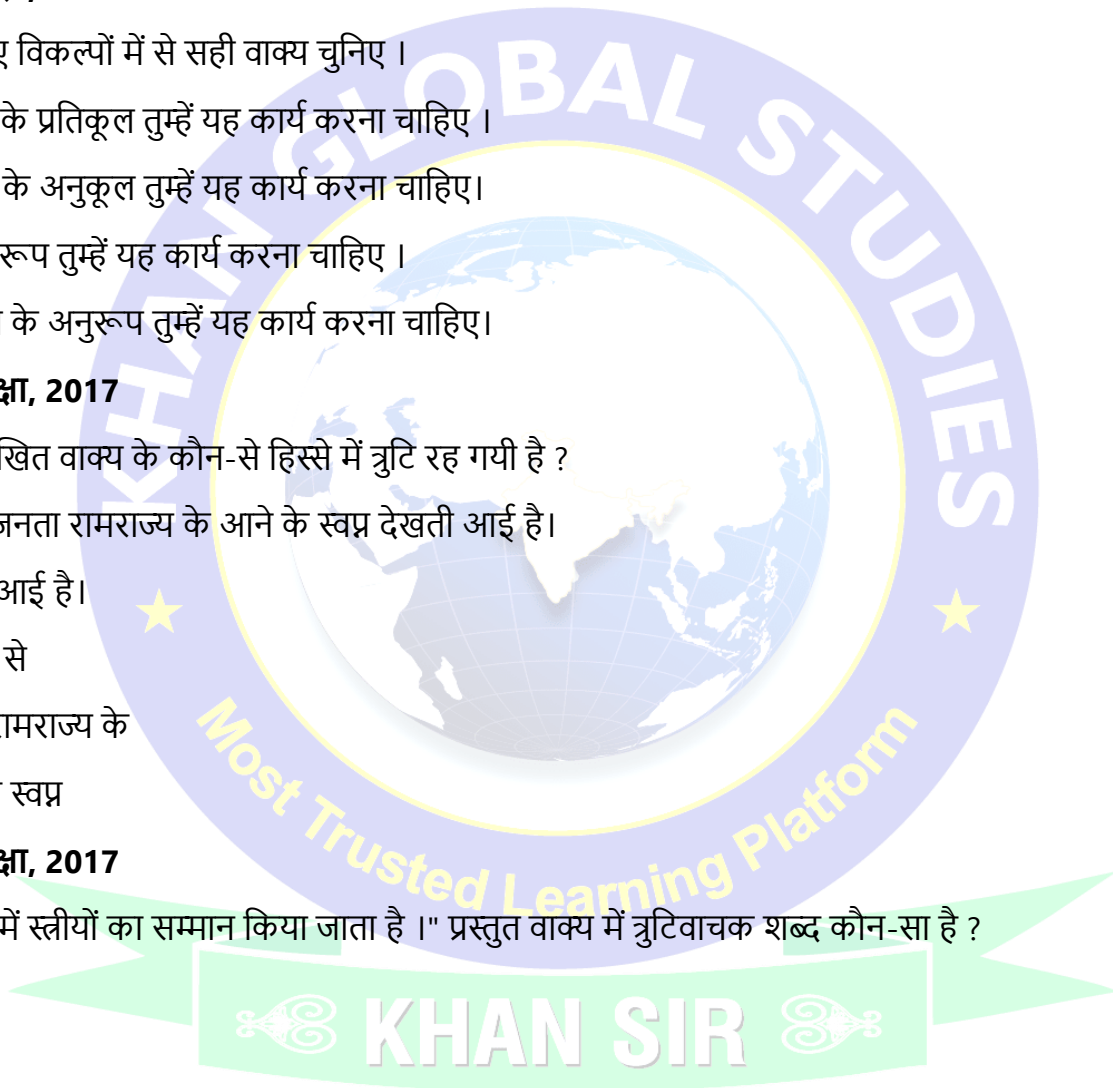 ए विकल्पों में से सही वाक्य चुनिए ।
के प्रतिकूल तुम्हें यह कार्य करना चाहिए ।
के अनुकूल तुम्हें यह कार्य करना चाहिए।
रूप तुम्हें यह कार्य करना चाहिए ।
के अनुरूप तुम्हें यह कार्य करना चाहिए।
क्षा, 2017
खित वाक्य के कौन-से हिस्से में त्रुटि रह गयी है ?
जनता रामराज्य के आने के स्वप्न देखती आई है।
आई है।
से
रामराज्य के
स्वप्न
क्षा, 2017
में स्त्रीयों का सम्मान किया जाता है ।" प्रस्तुत वाक्य में त्रुटिवाचक शब्द कौन-सा है ?
KHAN GLOBAL STUDIES
Most Trusted Learning Platform
KHAN SIR